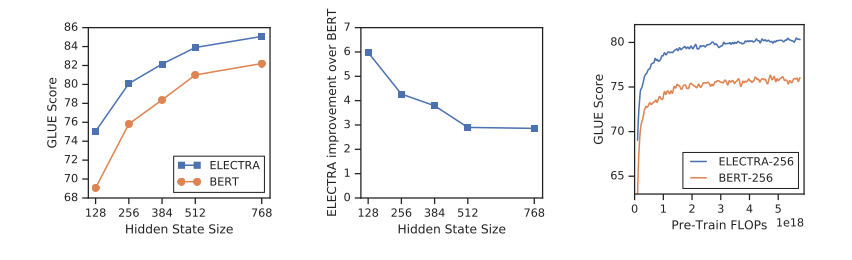 86
84
82
80
78
76
74
72
70
68
GLUE Score
128 256 384 512 768
Hidden State Size
ELECTRA
BERT
7
6
5
4
3
2
1
0
ELECTRA improvement over BERT
128 256 384 512 768
Hidden State Size
80
75
70
65
GLUE Score
0 1 2 3 4 5
Pre-Train FLOPs 1e18
ELECTRA-256
BERT-256